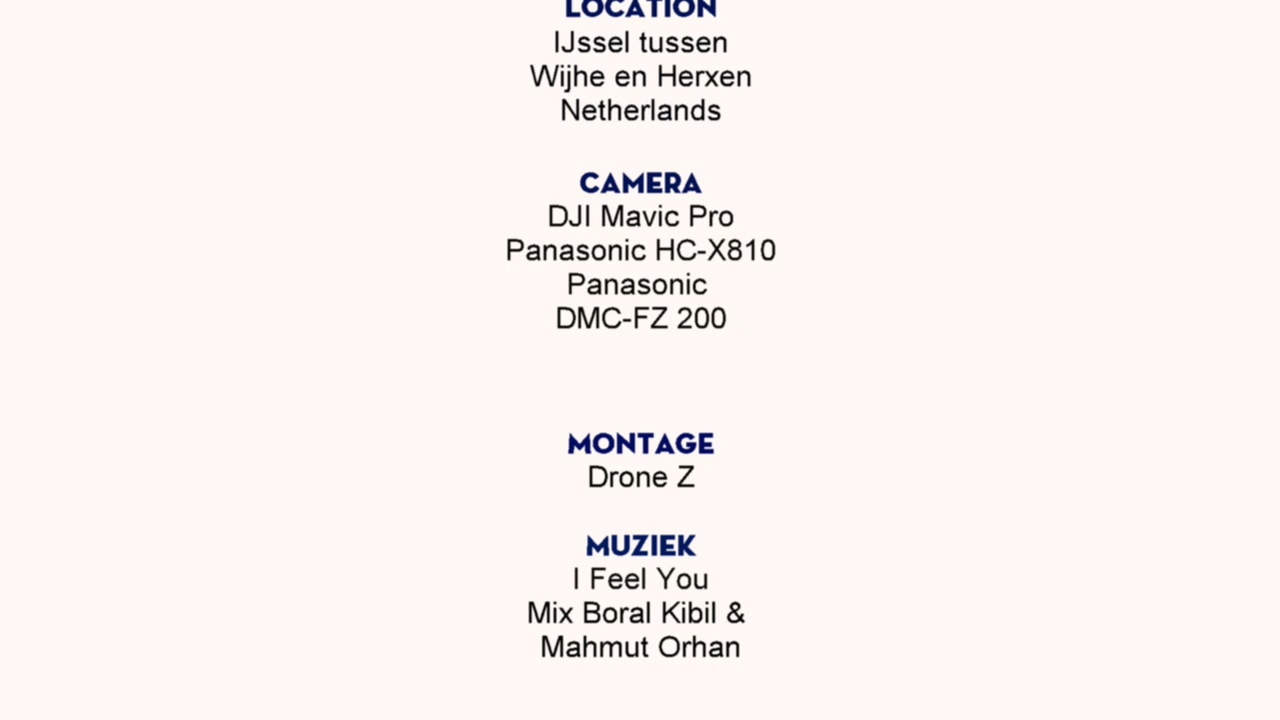 LOCATION
IJssel tussen
Wijhe en Herxen
Netherlands
CAMERA
DJI Mavic Pro
Panasonic HC-X810
Panasonic
DMC-FZ 200
MONTAGE
Drone Z
MUZIEK
I Feel You
Mix Boral Kibil &
Mahmut Orhan